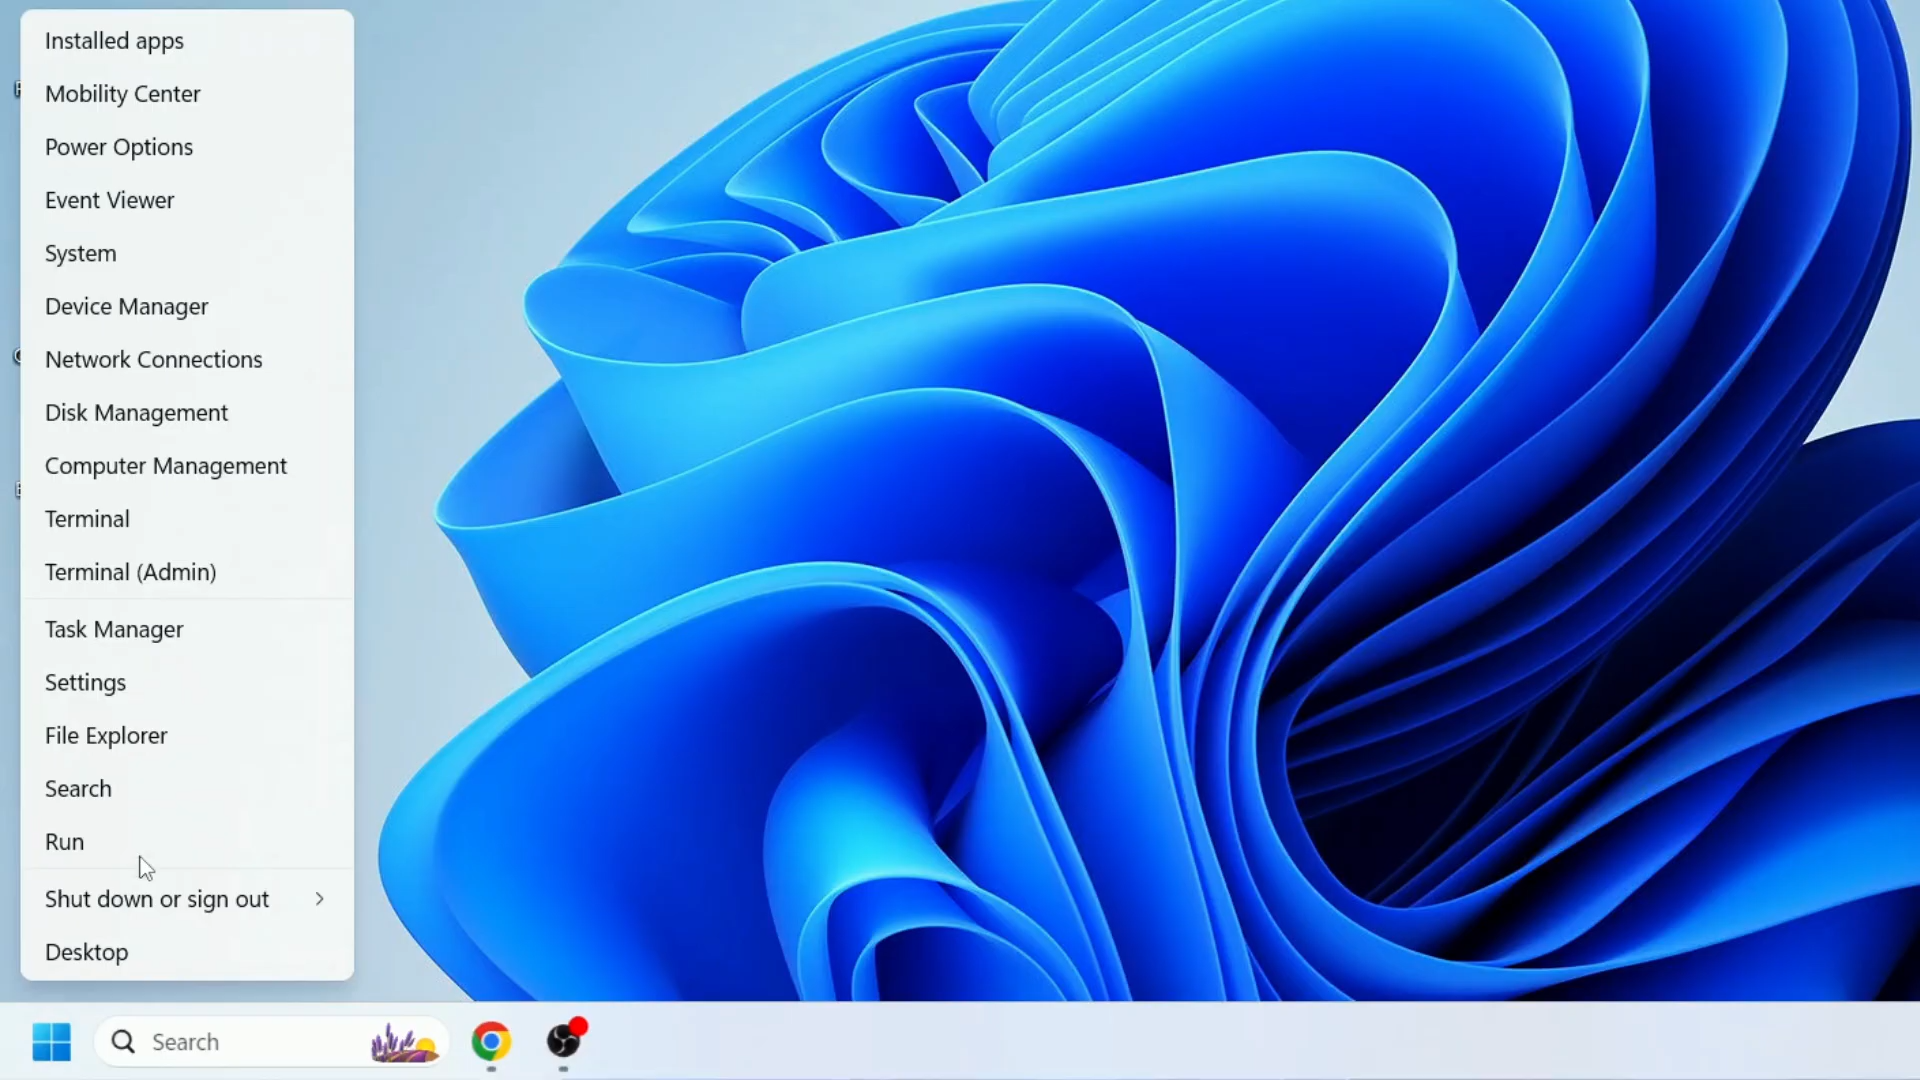 Installed apps
Mobility Center
Power Options
Event Viewer
System
Device Manager
Network Connections
Disk Management
Computer Management
Terminal
Terminal (Admin)
Task Manager
Settings
File Explorer
Search
Run
Shut down or sign out
Desktop
Search